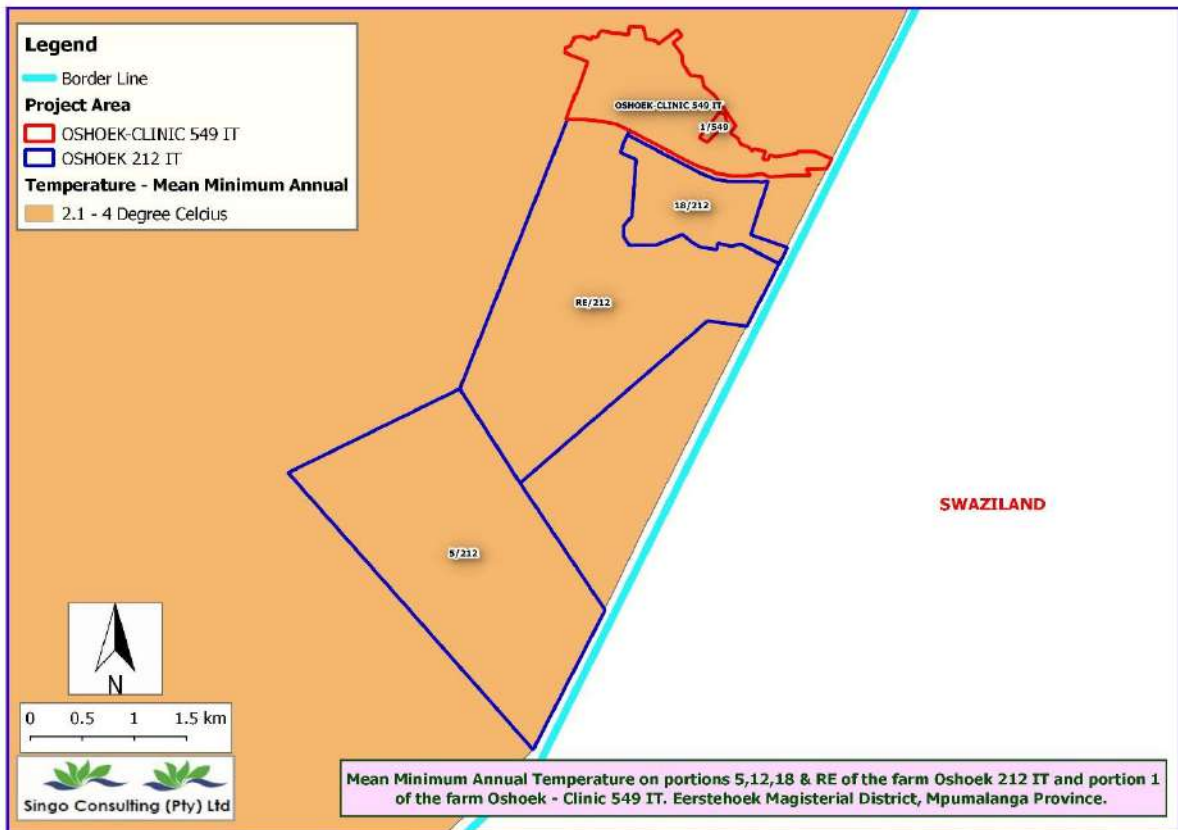 Legend
Border Line
Project Area
OSHOEK-CLINIC 549 IT
OSHOEK 212 IT
Temperature - Mean Minimum Annual
2.1 - 4 Degree Celcius
OSHOEK-CLINIC 549 IT
1/549
18/212
RE/212
SWAZILAND
5/212
N
0 0.5 1 1.5 km
Singo Consulting (Pty) Ltd
Mean Minimum Annual Temperature on portions 5,12,18 & RE of the farm Oshoek 212 IT and portion 1
of the farm Oshoek - Clinic 549 IT. Eerstehoek Magisterial District, Mpumalanga Province.